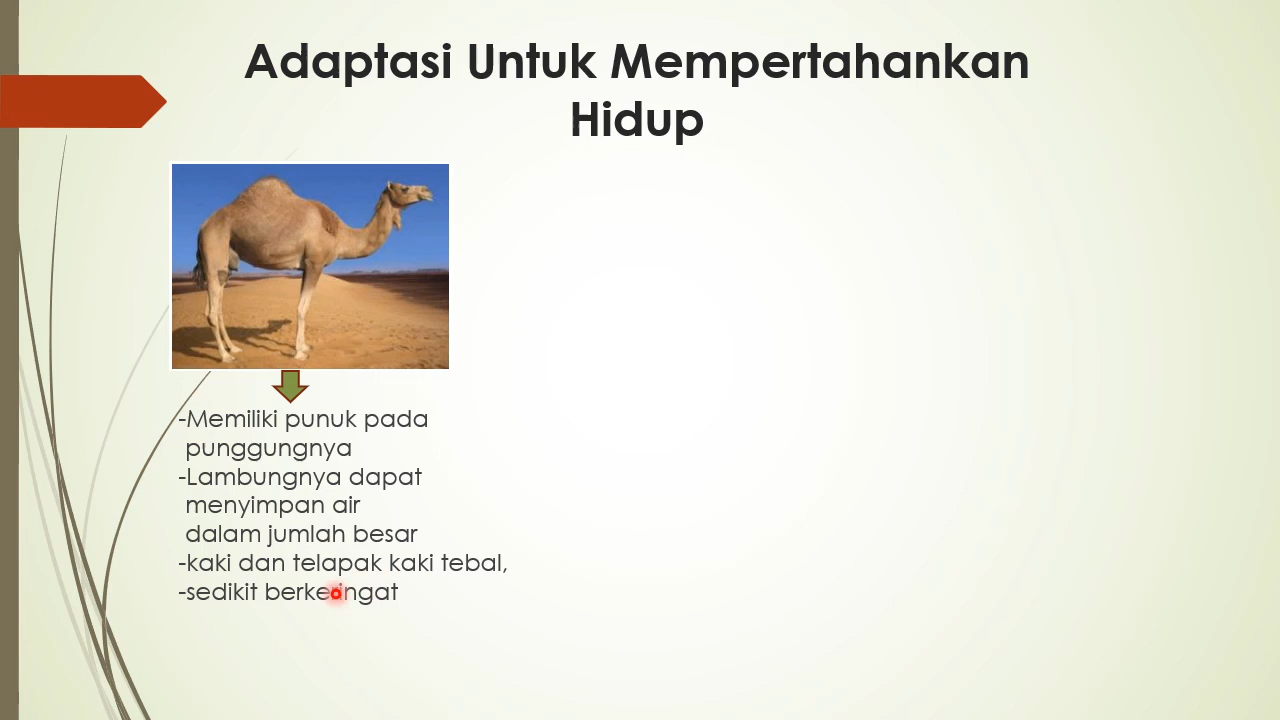 Adaptasi Untuk Mempertahankan
Hidup
-Memiliki punuk pada
punggungnya
-Lambungnya dapat
menyimpan air
dalam jumlah besar
-kaki dan telapak kaki tebal,
-sedikit berkeringat